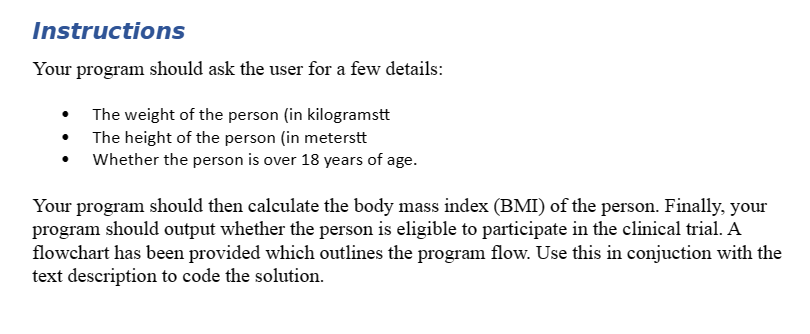 Instructions
Your program should ask the user for a few details:
• The weight of the person (in kilogramstt
• The height of the person (in meterstt
• Whether the person is over 18 years of age.
Your program should then calculate the body mass index (BMI) of the person. Finally, your
program should output whether the person is eligible to participate in the clinical trial. A
flowchart has been provided which outlines the program flow. Use this in conjuction with the
text description to code the solution.